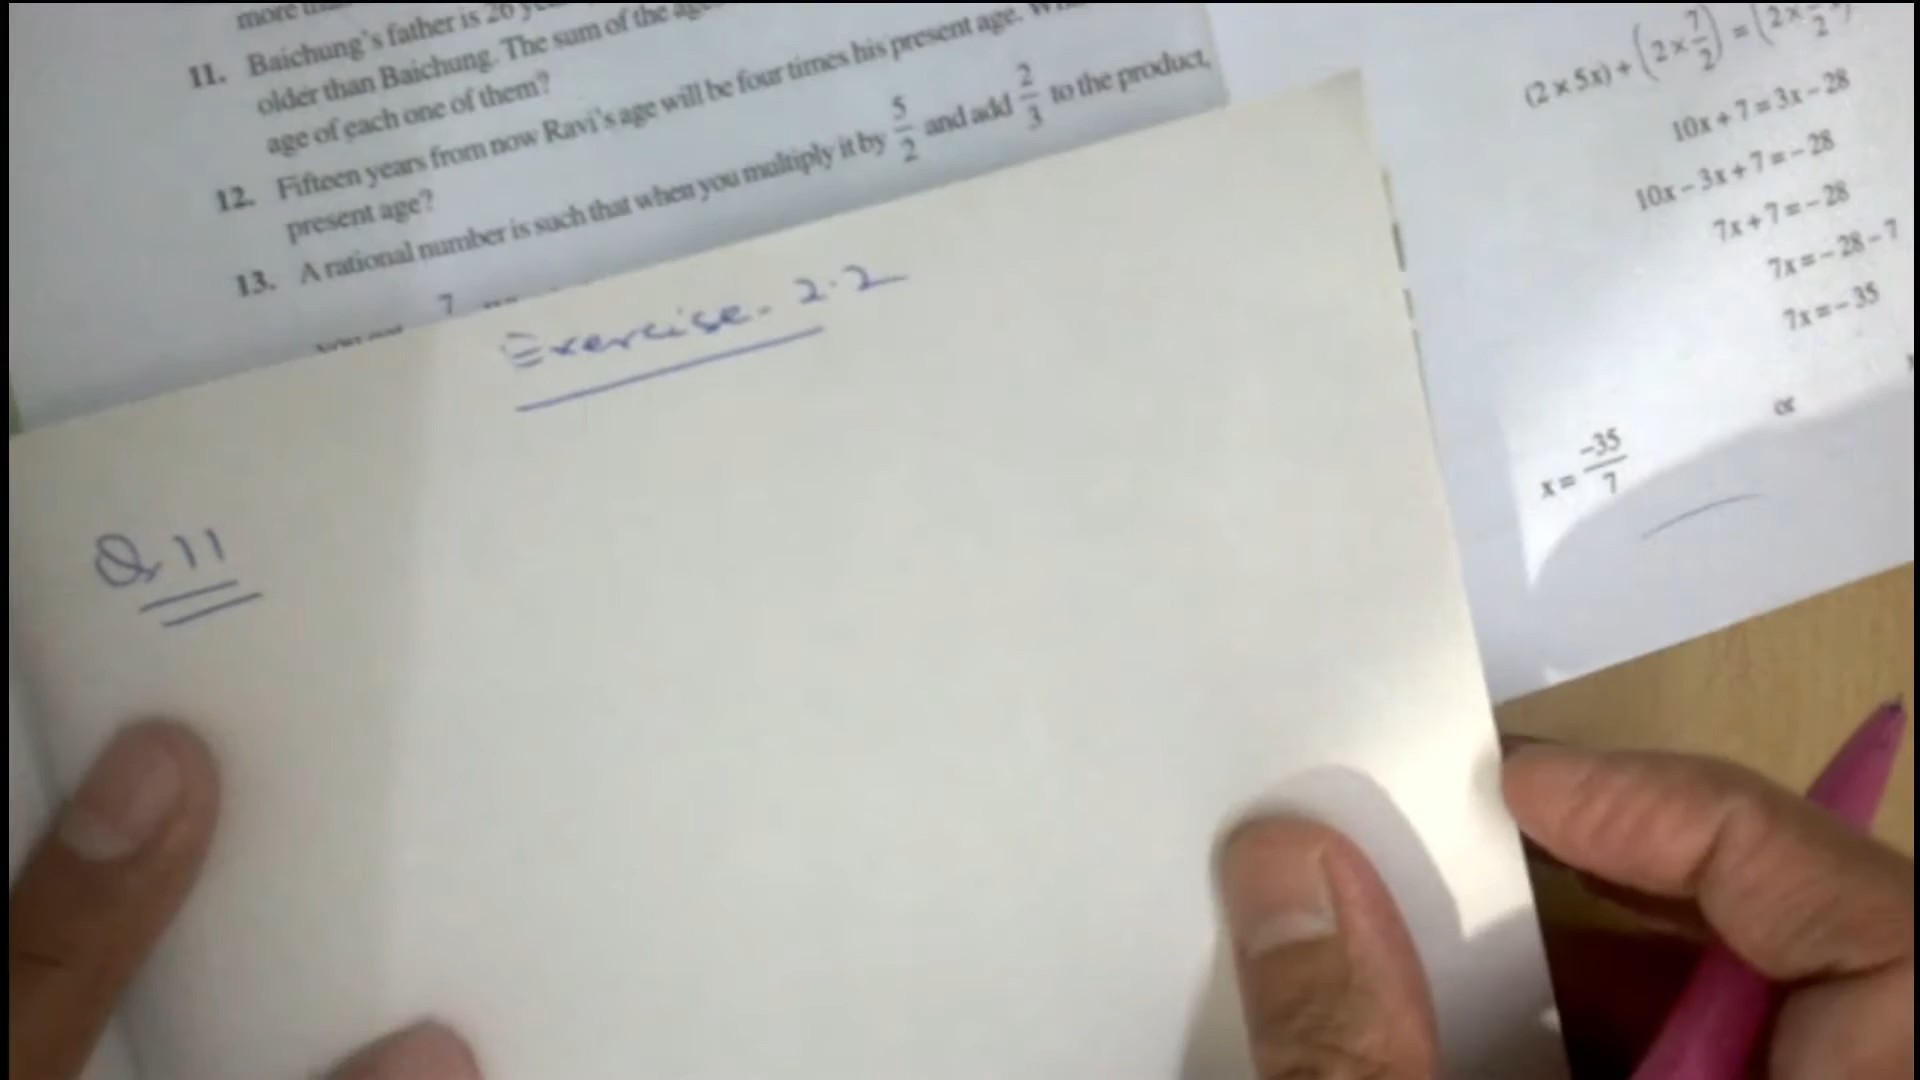 more
11. Baichung's father is 26
older than Baichung. The sum of the
age of each one of them?
12. Fifteen years from now Ravi's age will be four times his present age.
present age?
13. A rational number is such that when you multiply it by 5/2 and add 2/3 to the product,
7
Exercise - 2.2
Q. 11
(2 × 5x) + (2 × 7/2) = (2 ×
10x + 7 = 3x – 28
10x – 3x + 7 = – 28
7x + 7 = – 28
7x = – 28 – 7
7x = – 35
or
x = –35/7